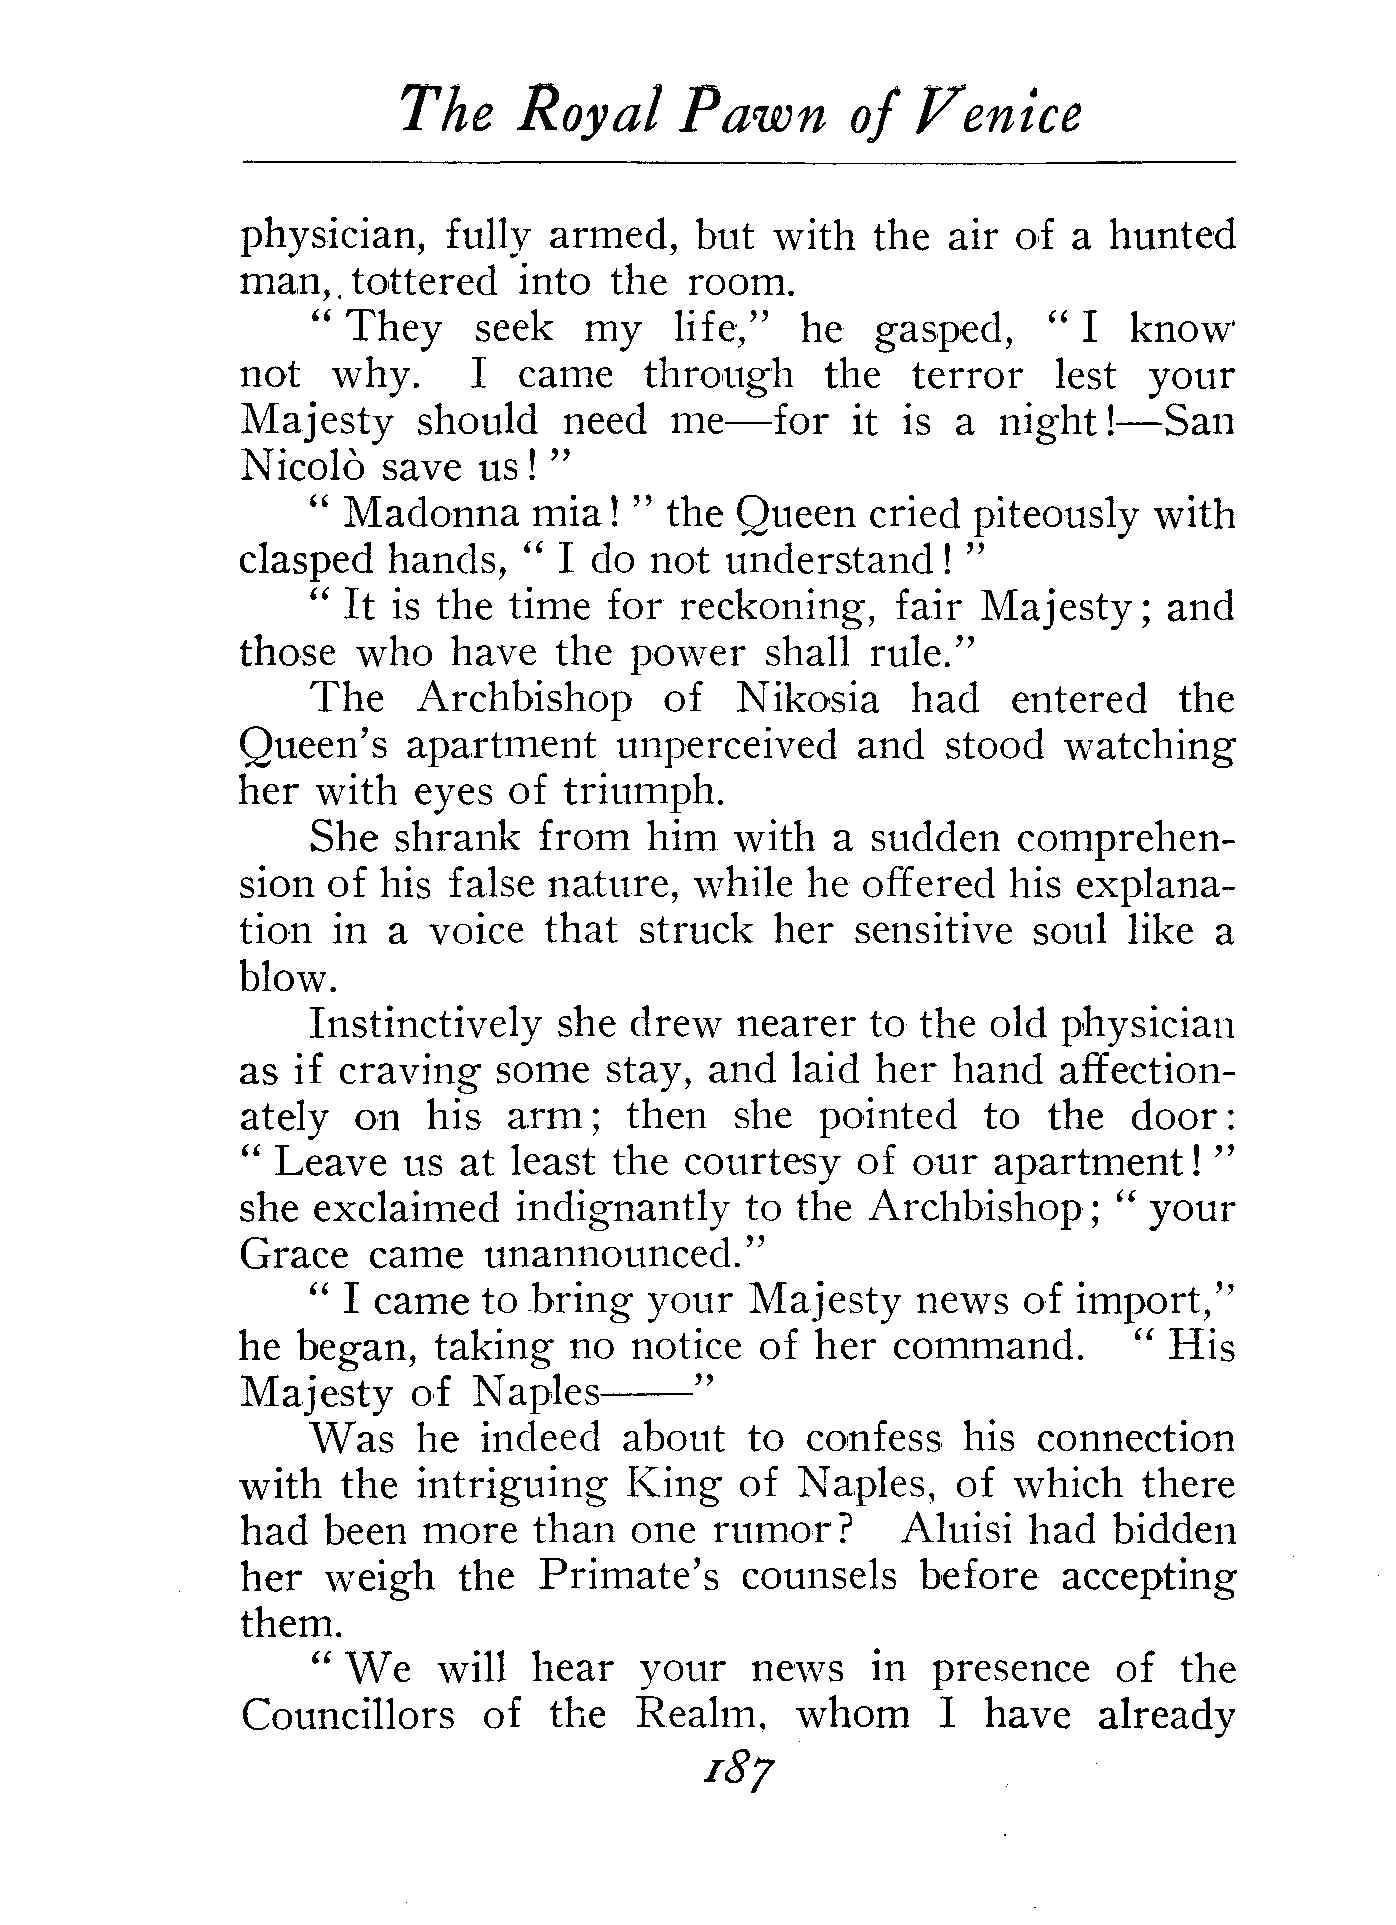 The Royal Pawn of Venice
physician, fully armed, but with the air of a hunted
man, tottered into the room.
“ They seek my life,” he gasped, “ I know
not why. I came through the terror lest your
Majesty should need me—for it is a night!—San
Nicolò save us! ”
“ Madonna mia! ” the Queen cried piteously with
clasped hands, “ I do not understand! ”
“ It is the time for reckoning, fair Majesty; and
those who have the power shall rule.”
The Archbishop of Nikosia had entered the
Queen’s apartment unperceived and stood watching
her with eyes of triumph.
She shrank from him with a sudden comprehen-
sion of his false nature, while he offered his explana-
tion in a voice that struck her sensitive soul like a
blow.
Instinctively she drew nearer to the old physician
as if craving some stay, and laid her hand affection-
ately on his arm; then she pointed to the door:
“ Leave us at least the courtesy of our apartment! ”
she exclaimed indignantly to the Archbishop; “ your
Grace came unannounced.”
“ I came to bring your Majesty news of import,”
he began, taking no notice of her command. “ His
Majesty of Naples——”
Was he indeed about to confess his connection
with the intriguing King of Naples, of which there
had been more than one rumor? Aluisi had bidden
her weigh the Primate’s counsels before accepting
them.
“ We will hear your news in presence of the
Councillors of the Realm, whom I have already
187